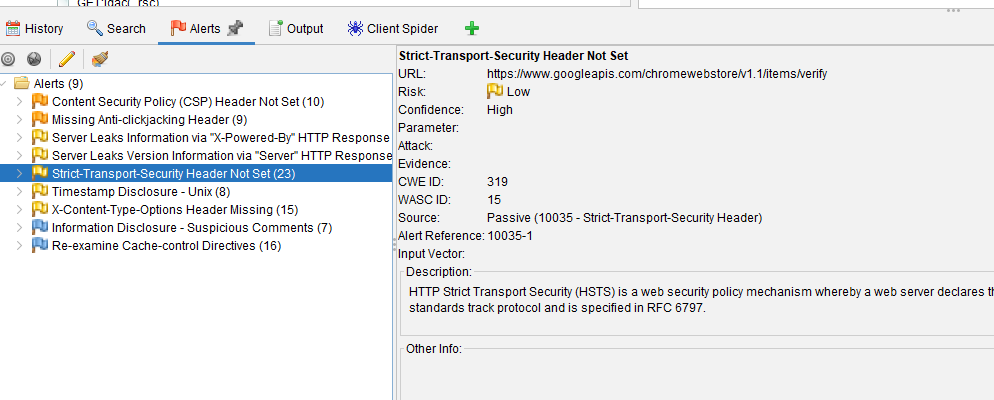 GET:gac(_rsc)
History Search Alerts Output Client Spider
Alerts (9)
Content Security Policy (CSP) Header Not Set (10)
Missing Anti-clickjacking Header (9)
Server Leaks Information via "X-Powered-By" HTTP Response
Server Leaks Version Information via "Server" HTTP Response
Strict-Transport-Security Header Not Set (23)
Timestamp Disclosure - Unix (8)
X-Content-Type-Options Header Missing (15)
Information Disclosure - Suspicious Comments (7)
Re-examine Cache-control Directives (16)
Strict-Transport-Security Header Not Set
URL: https://www.googleapis.com/chromewebstore/v1.1/items/verify
Risk: Low
Confidence: High
Parameter:
Attack:
Evidence:
CWE ID: 319
WASC ID: 15
Source: Passive (10035 - Strict-Transport-Security Header)
Alert Reference: 10035-1
Input Vector:
Description:
HTTP Strict Transport Security (HSTS) is a web security policy mechanism whereby a web server declares th
standards track protocol and is specified in RFC 6797.
Other Info: